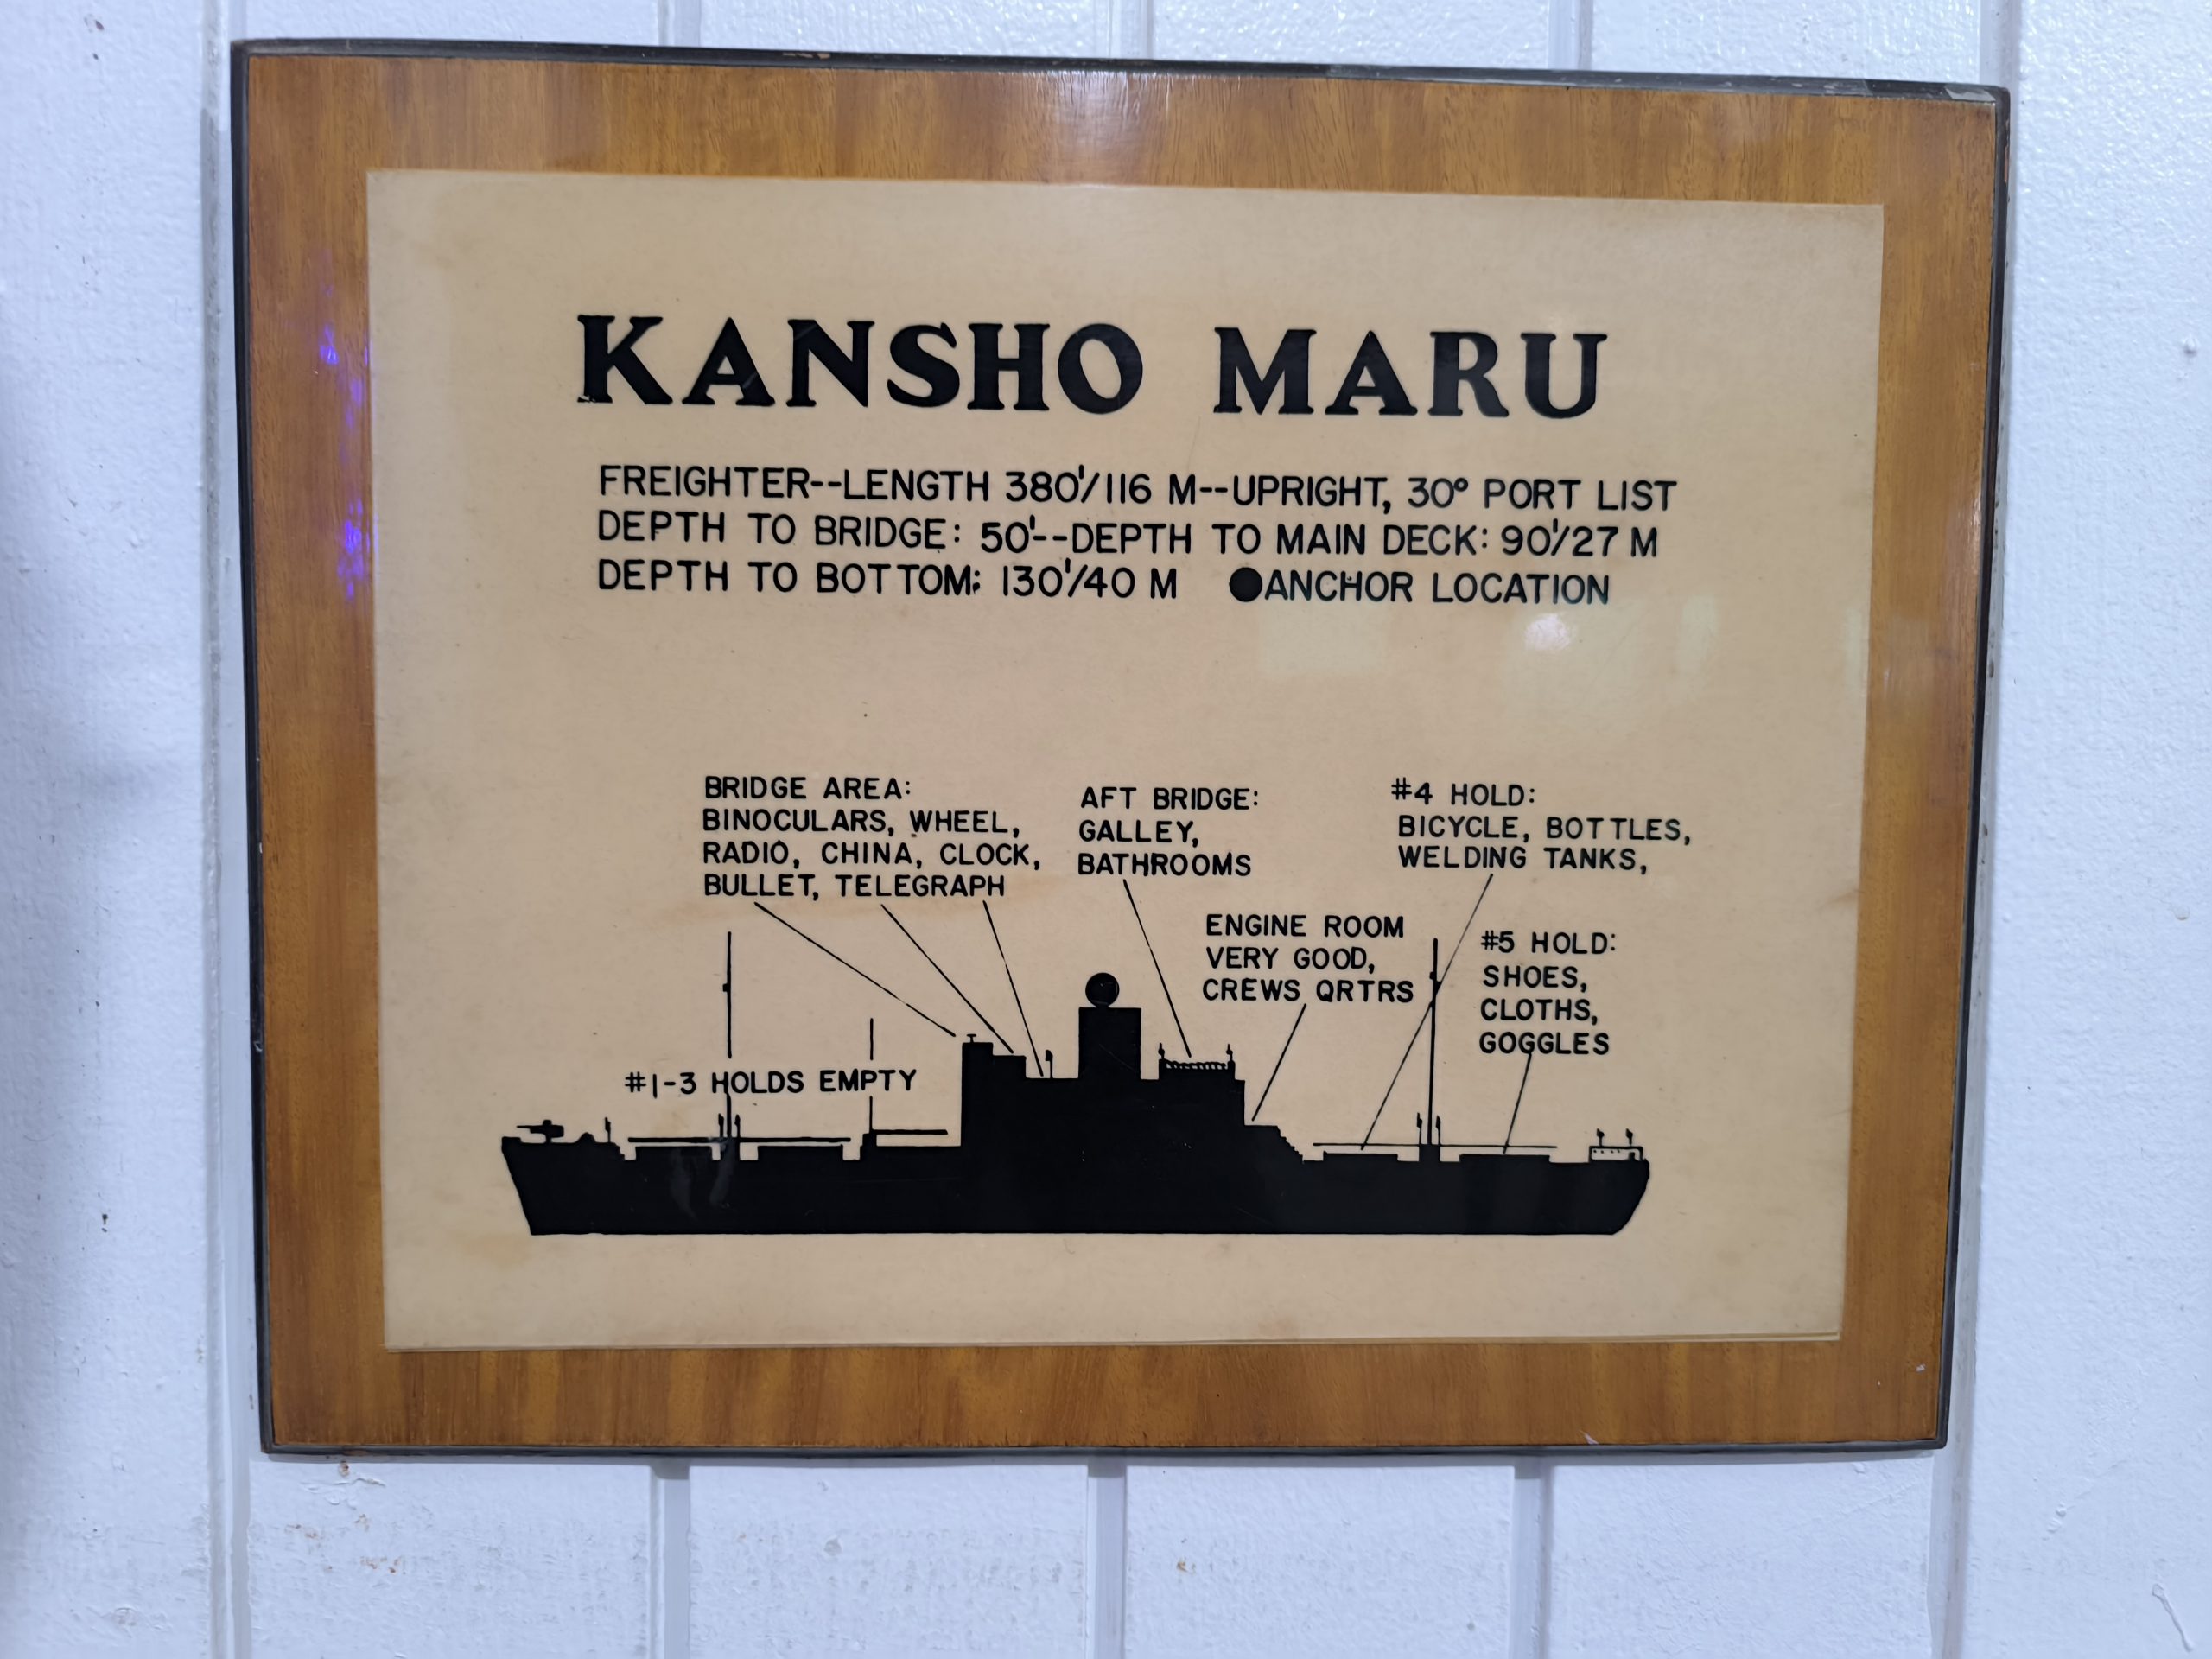 KANSHO MARU
FREIGHTER--LENGTH 380'/116 M--UPRIGHT, 30° PORT LIST
DEPTH TO BRIDGE: 50'--DEPTH TO MAIN DECK: 90'/27 M
DEPTH TO BOTTOM: 130'/40 M ●ANCHOR LOCATION
BRIDGE AREA:
BINOCULARS, WHEEL,
RADIO, CHINA, CLOCK,
BULLET, TELEGRAPH
AFT BRIDGE:
GALLEY,
BATHROOMS
#4 HOLD:
BICYCLE, BOTTLES,
WELDING TANKS,
ENGINE ROOM
VERY GOOD,
CREWS QRTRS
#5 HOLD:
SHOES,
CLOTHS,
GOGGLES
#1-3 HOLDS EMPTY